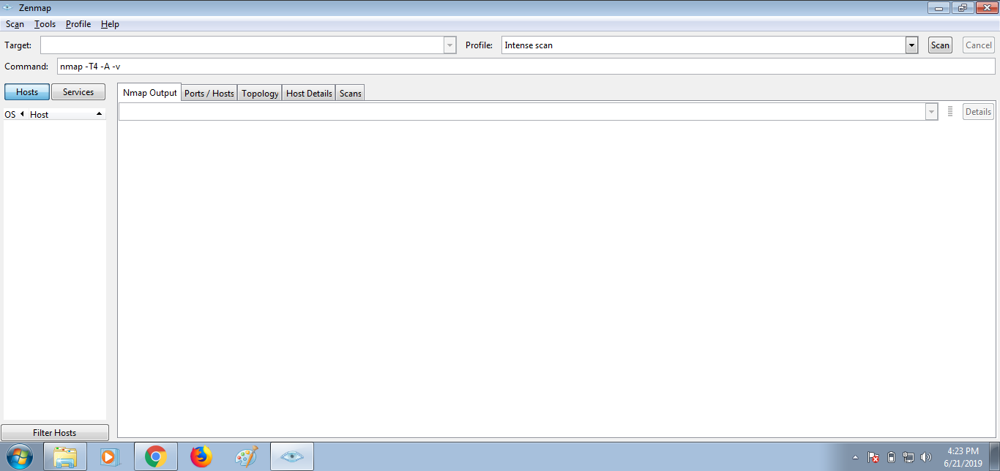 Zenmap
Scan Tools Profile Help
Target: Profile: Intense scan Scan Cancel
Command: nmap -T4 -A -v
Hosts Services Nmap Output Ports / Hosts Topology Host Details Scans
OS Host Details
Filter Hosts
4:23 PM
6/21/2019